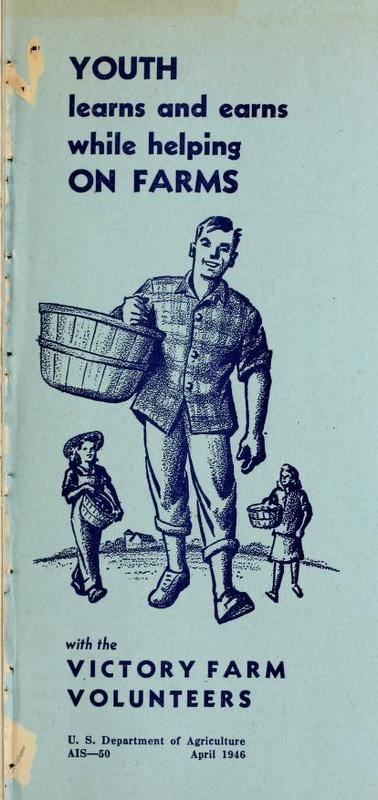 YOUTH
learns and earns
while helping
ON FARMS
with the
VICTORY FARM
VOLUNTEERS
U. S. Department of Agriculture
AIS—50 April 1946